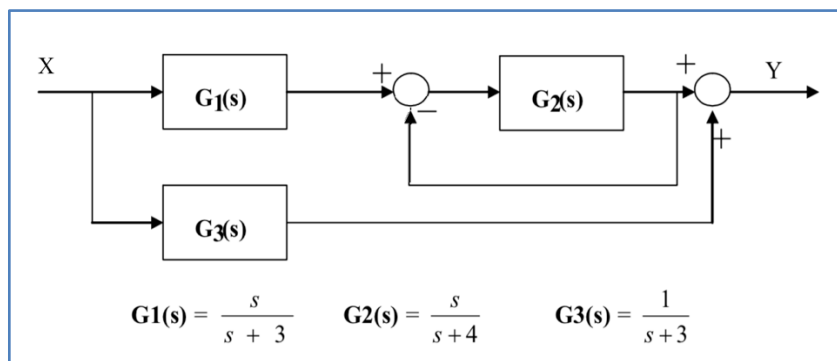 X
G1(s)
+
−
G2(s)
+
+
Y
G3(s)
G1(s) = s / s + 3 G2(s) = s / s+4 G3(s) = 1 / s+3